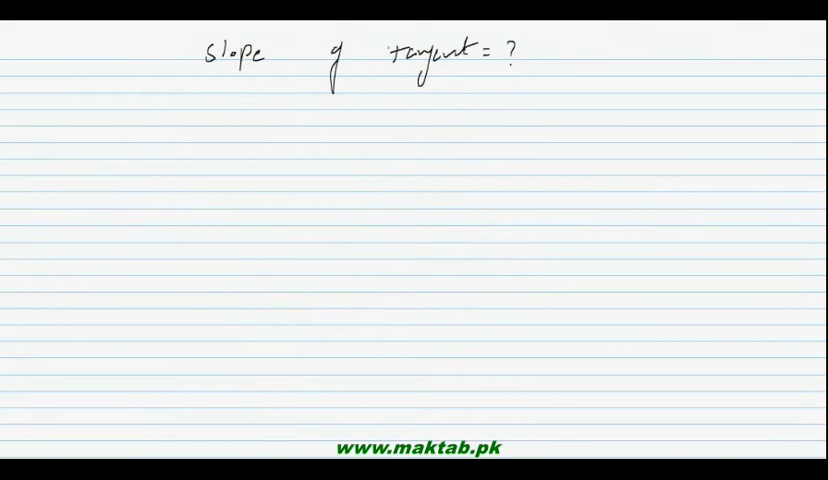 slope of tangent = ?
www.maktab.pk